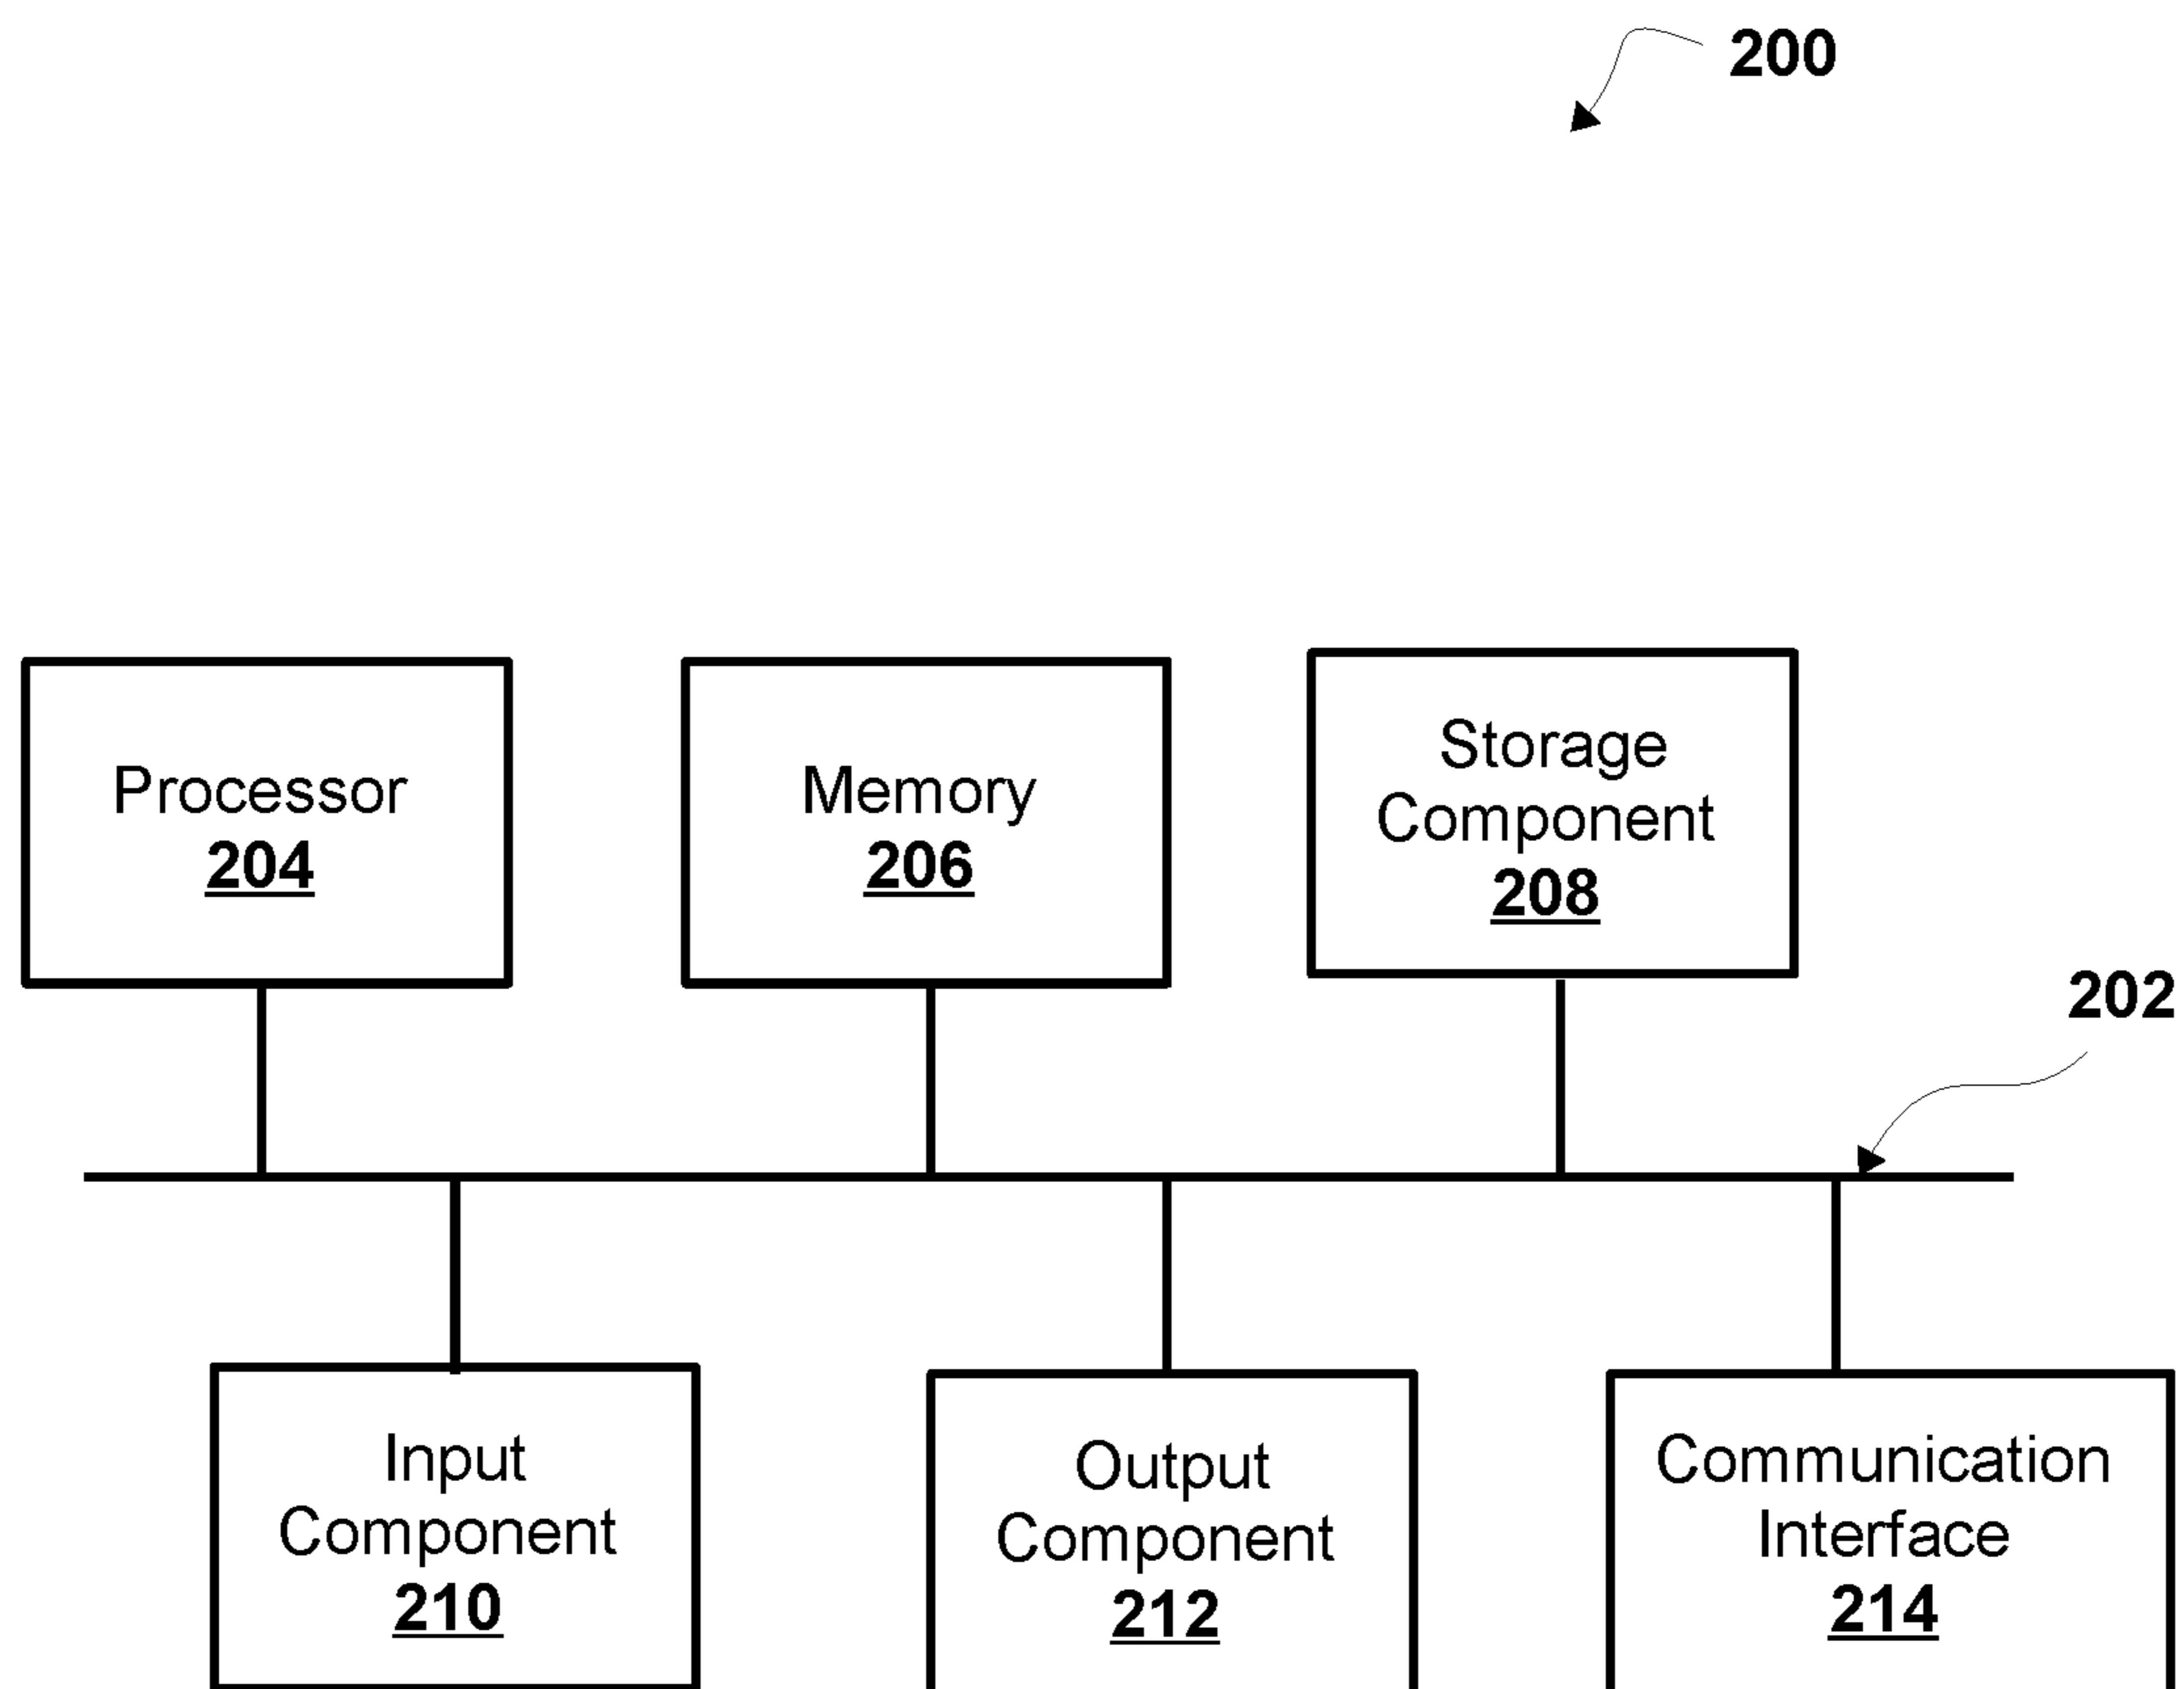 200
Processor
204
Memory
206
Storage
Component
208
202
Input
Component
210
Output
Component
212
Communication
Interface
214